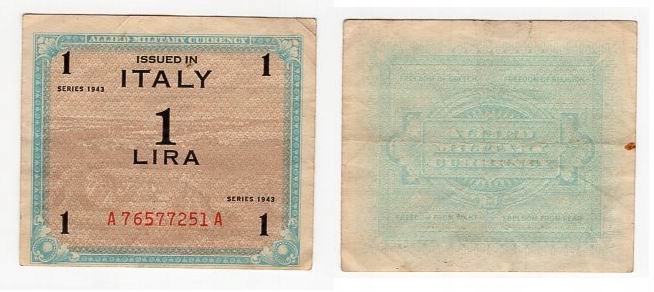 ALLIED MILITARY CURRENCY
1 ISSUED IN 1
ITALY
SERIES 1943
1
LIRA
SERIES 1943
1 A76577251A 1
FREEDOM OF SPEECH FREEDOM OF RELIGION
ALLIED
MILITARY
CURRENCY
FREEDOM FROM WANT FREEDOM FROM FEAR